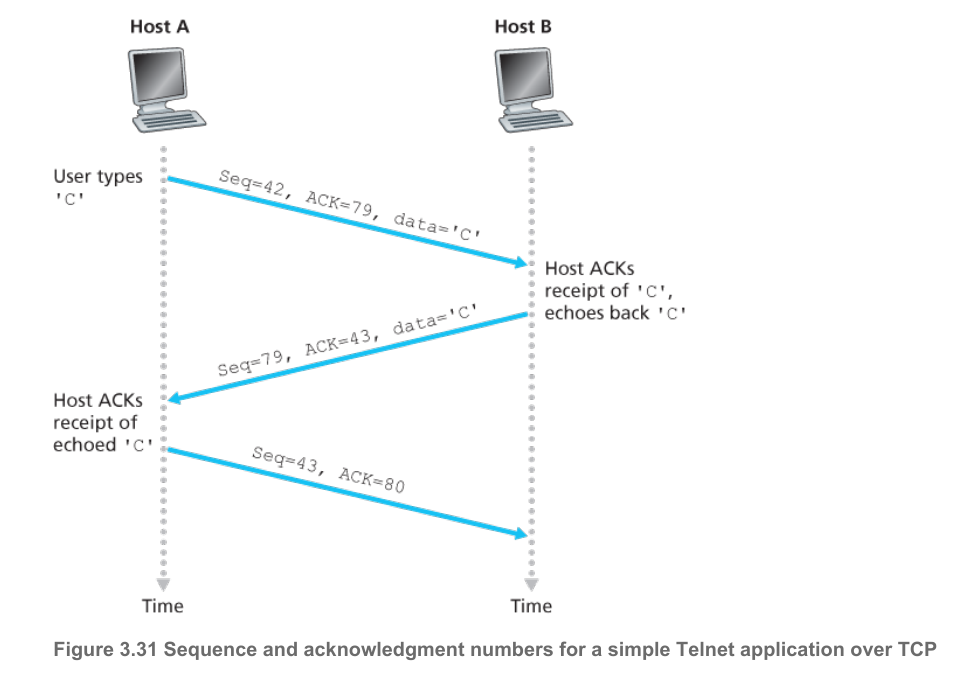 Host A
Host B
User types
'C'
Seq=42, ACK=79, data='C'
Host ACKs
receipt of 'C',
echoes back 'C'
Seq=79, ACK=43, data='C'
Host ACKs
receipt of
echoed 'C'
Seq=43, ACK=80
Time
Time
Figure 3.31 Sequence and acknowledgment numbers for a simple Telnet application over TCP